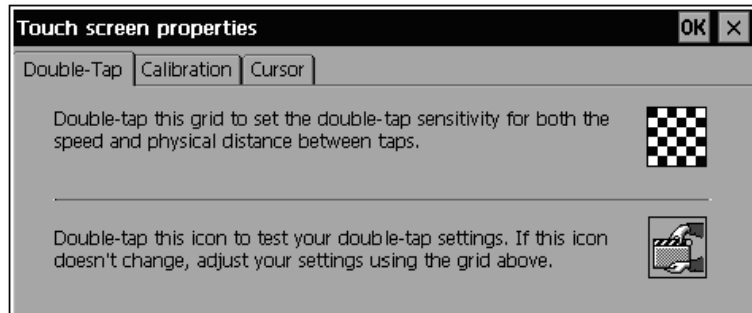 Touch screen properties OK ×
Double-Tap Calibration Cursor
Double-tap this grid to set the double-tap sensitivity for both the
speed and physical distance between taps.
Double-tap this icon to test your double-tap settings. If this icon
doesn't change, adjust your settings using the grid above.